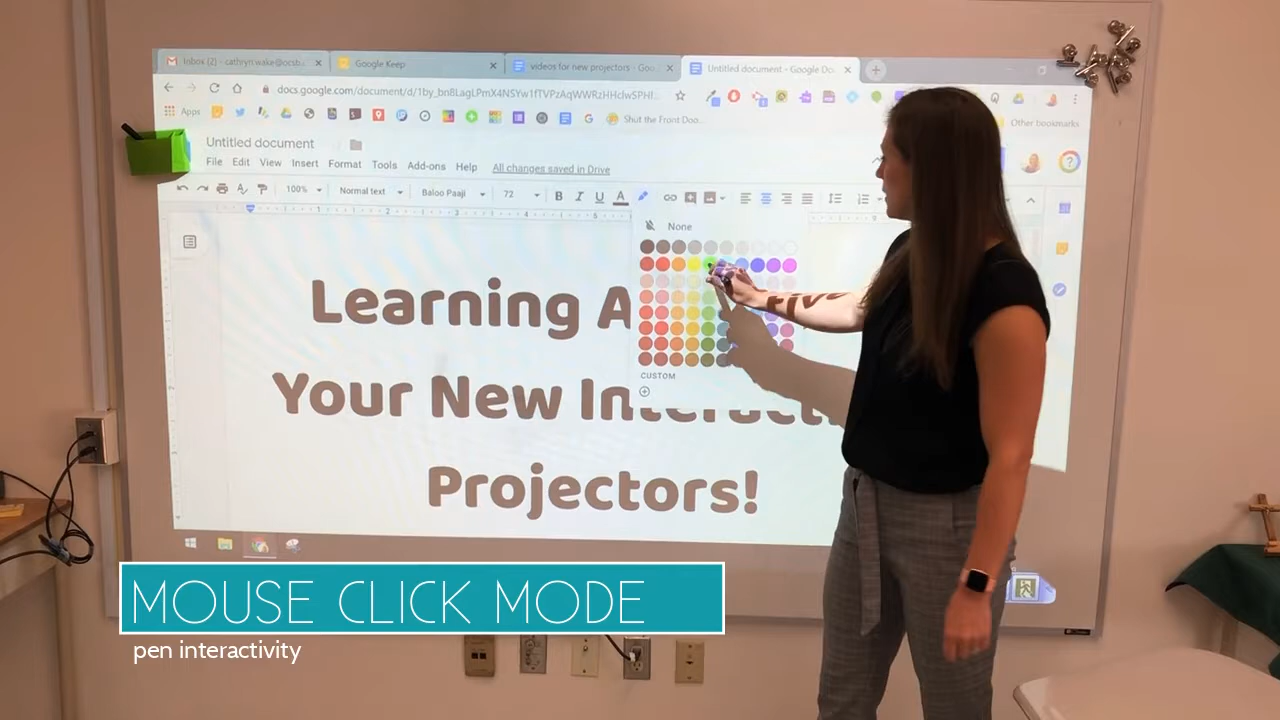 Inbox (2) - cathryn.wake@ocsb
Google Keep
videos for new projectors - Goo
Untitled document - Google Do
docs.google.com/document/d/
Apps
Shut the Front Doo...
Other bookmarks
Untitled document
File Edit View Insert Format Tools Add-ons Help All changes saved in Drive
100% Normal text Baloo Paaji 72 B I U A
None
Learning A
Your New Interacti
Projectors!
CUSTOM
MOUSE CLICK MODE
pen interactivity